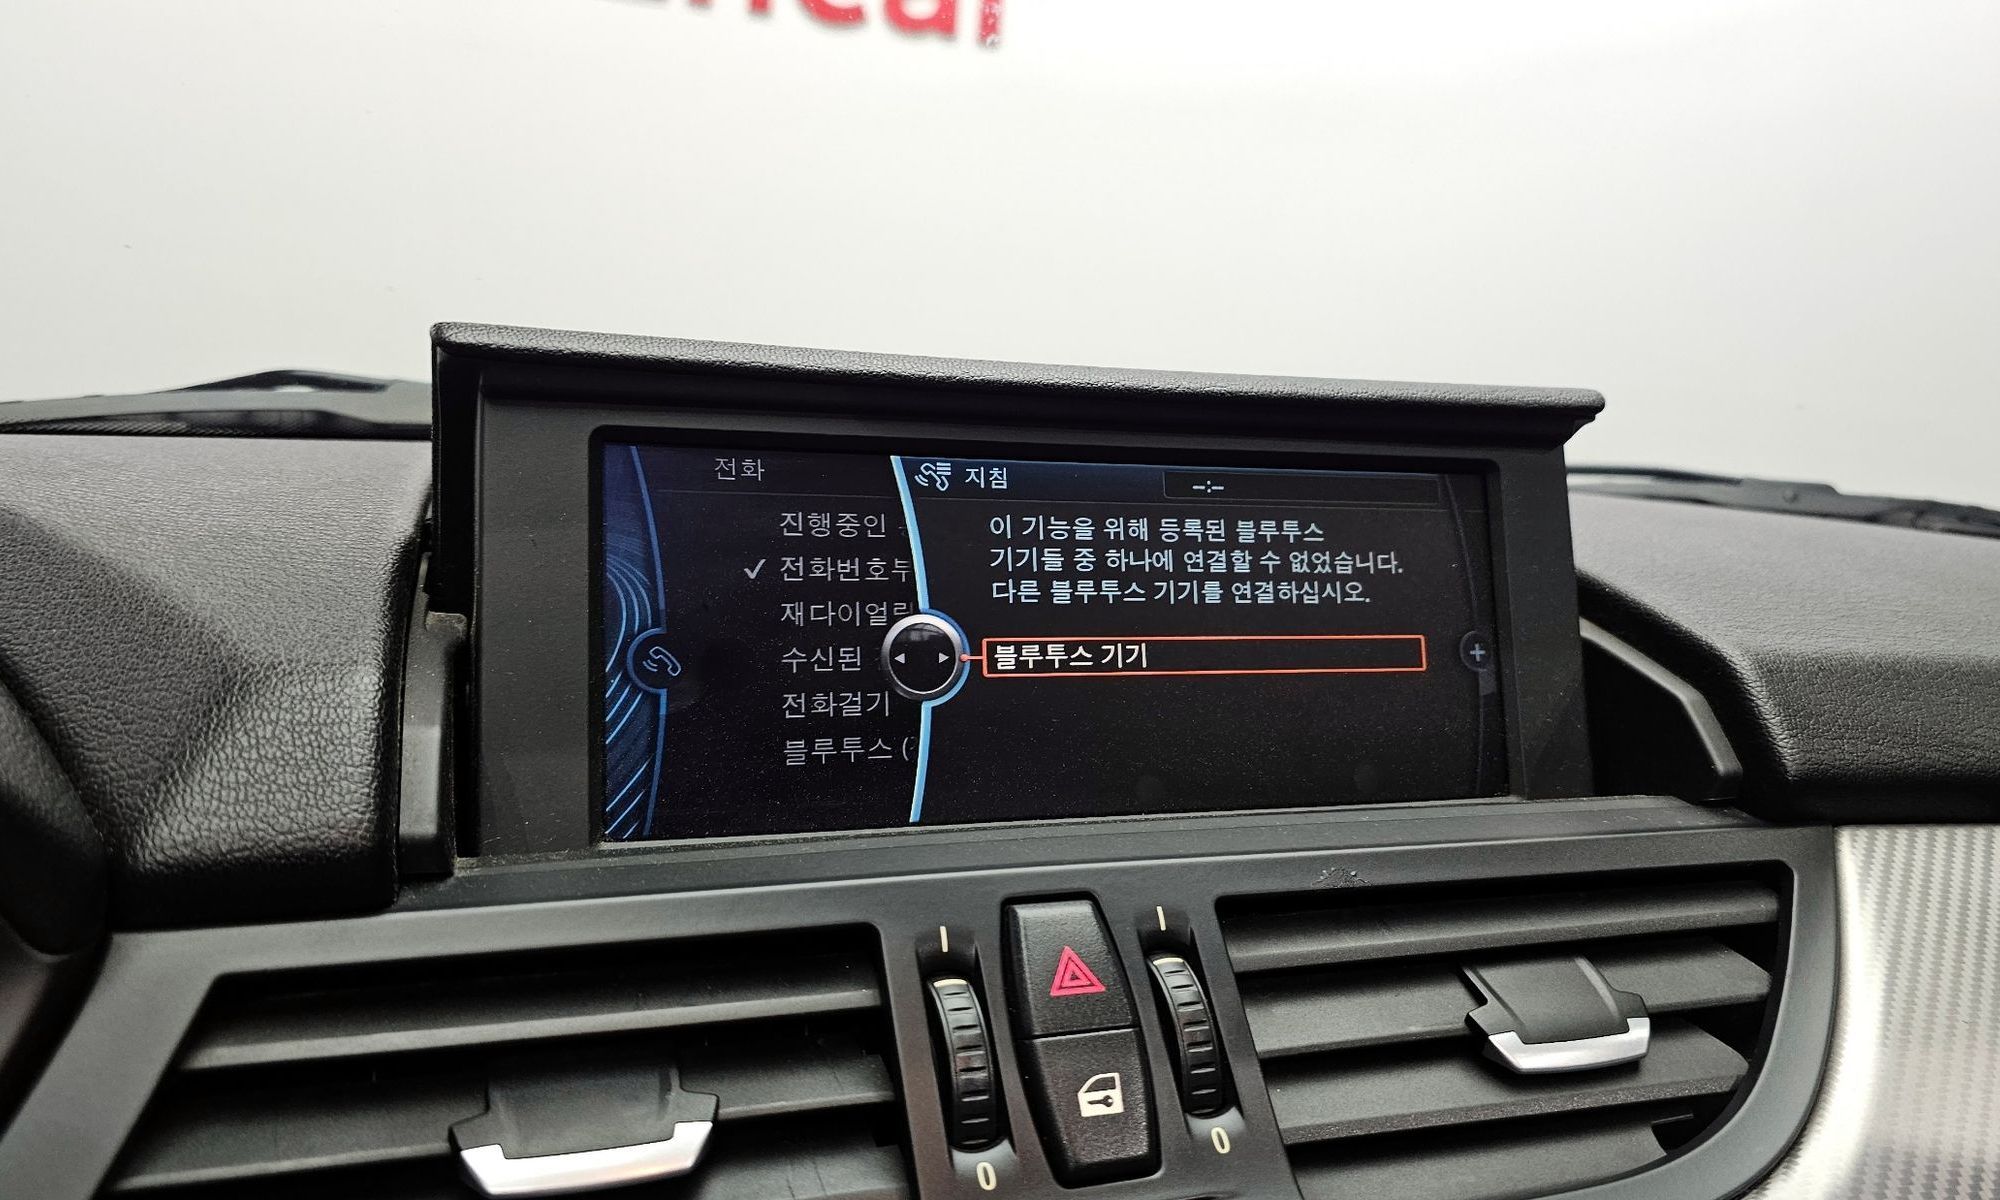 전화
진행중인
✓ 전화번호부
재다이얼링
수신된
전화걸기
블루투스 (
지침
--:--
이 기능을 위해 등록된 블루투스
기기들 중 하나에 연결할 수 없었습니다.
다른 블루투스 기기를 연결하십시오.
블루투스 기기
0
0